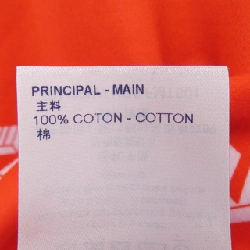 PRINCIPAL - MAIN
主料
100% COTON - COTTON
棉